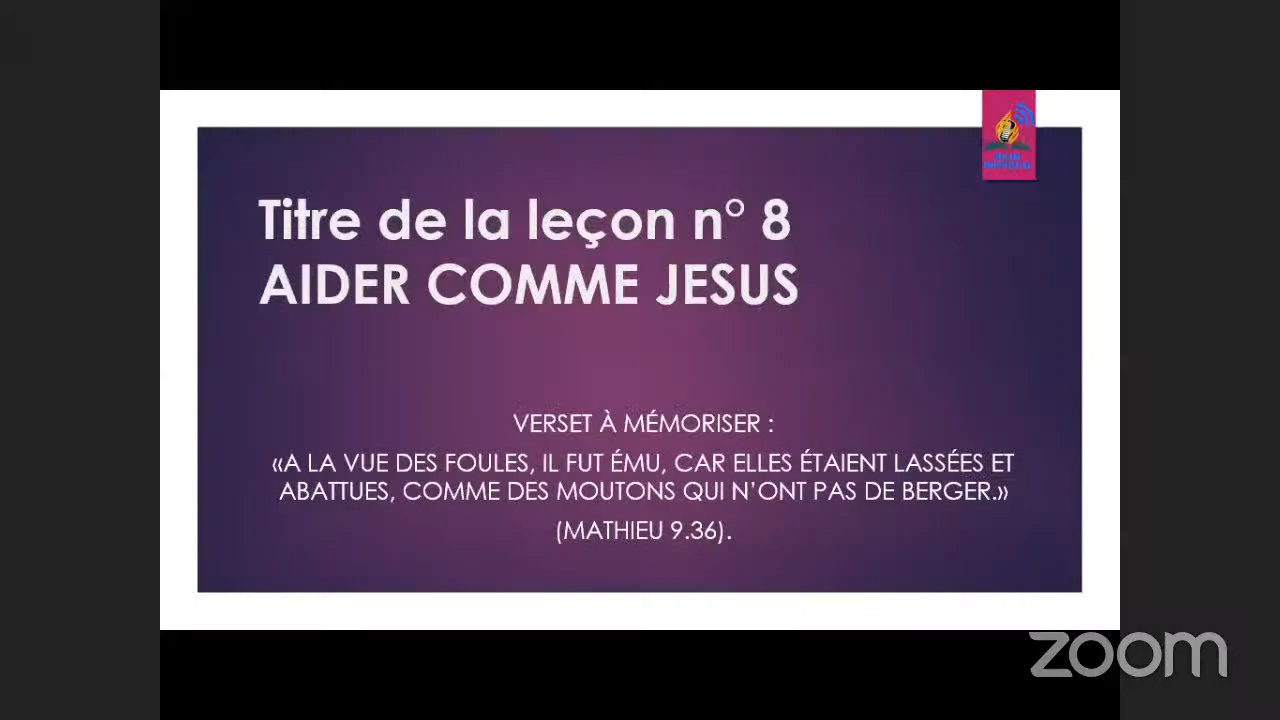 Titre de la leçon n° 8
AIDER COMME JESUS
VERSET À MÉMORISER :
«A LA VUE DES FOULES, IL FUT ÉMU, CAR ELLES ÉTAIENT LASSÉES ET
ABATTUES, COMME DES MOUTONS QUI N’ONT PAS DE BERGER.»
(MATHIEU 9.36).
zoom